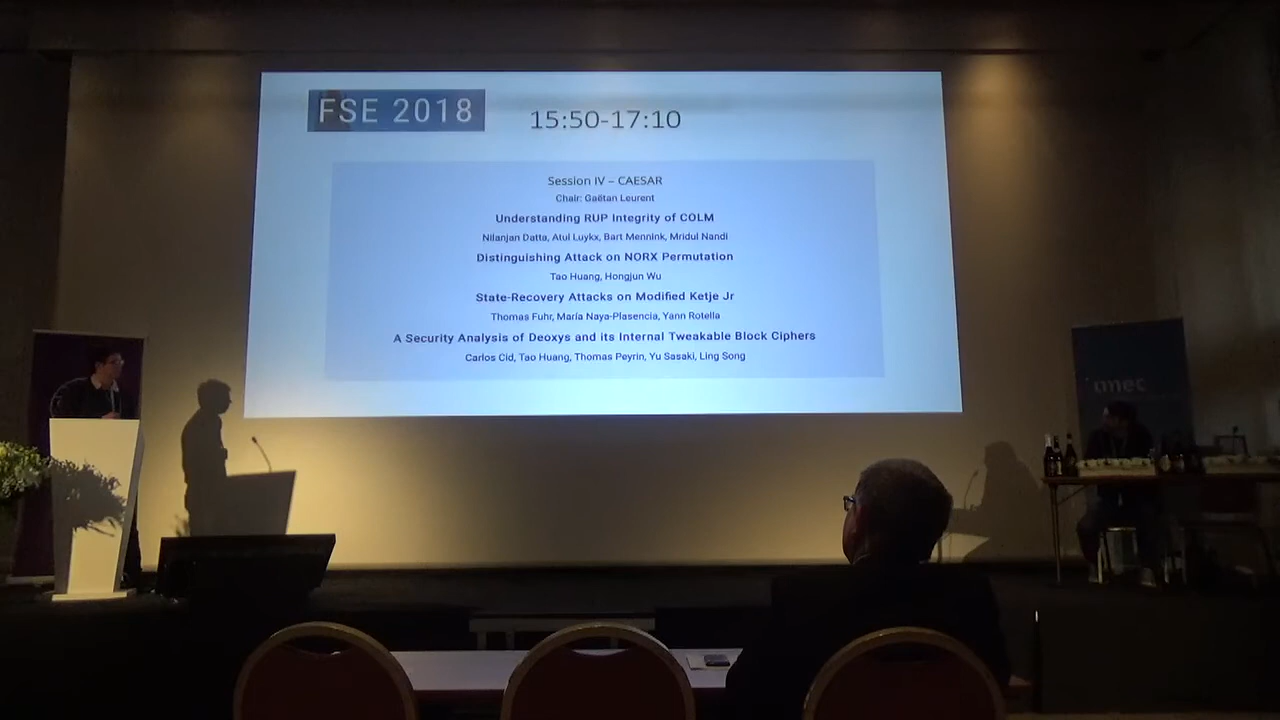 FSE 2018
15:50-17:10
Session IV – CAESAR
Chair: Gaëtan Leurent
Understanding RUP Integrity of COLM
Nilanjan Datta, Atul Luykx, Bart Mennink, Mridul Nandi
Distinguishing Attack on NORX Permutation
Tao Huang, Hongjun Wu
State-Recovery Attacks on Modified Ketje Jr
Thomas Fuhr, María Naya-Plasencia, Yann Rotella
A Security Analysis of Deoxys and its Internal Tweakable Block Ciphers
Carlos Cid, Tao Huang, Thomas Peyrin, Yu Sasaki, Ling Song
imec